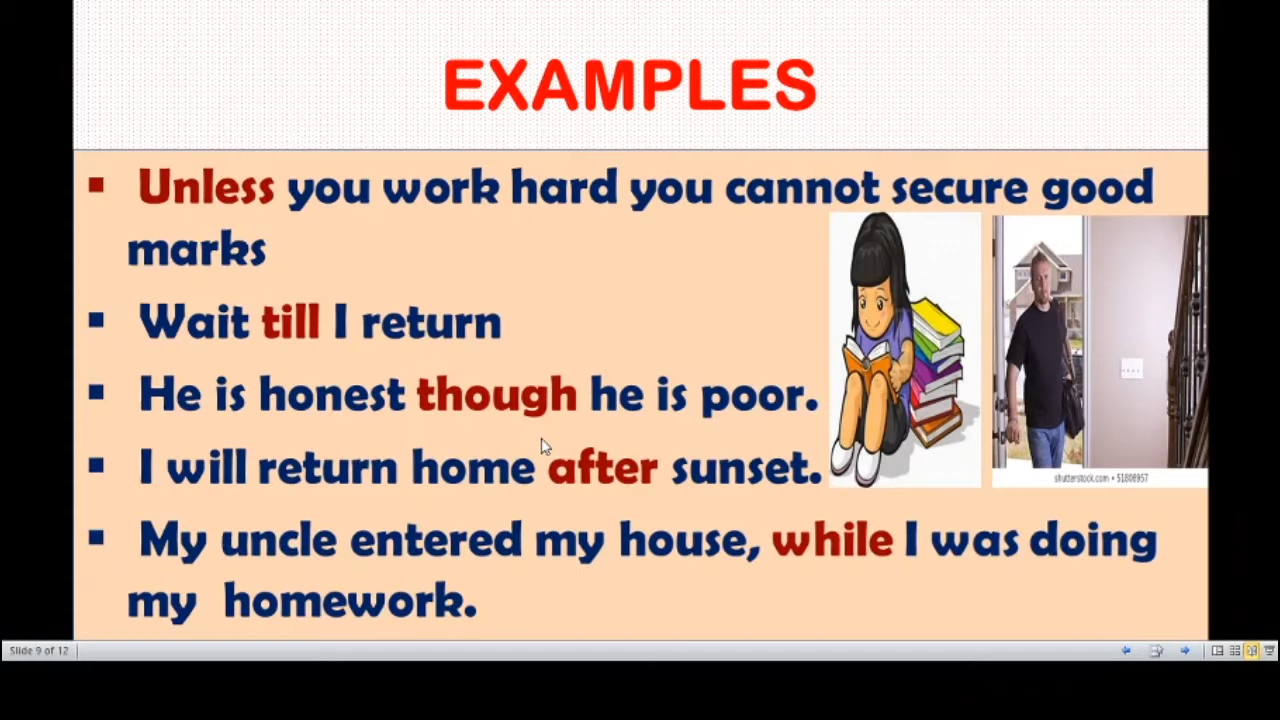 EXAMPLES
Unless you work hard you cannot secure good
marks
Wait till I return
He is honest though he is poor.
I will return home after sunset.
shutterstock.com • 51808957
My uncle entered my house, while I was doing
my homework.
Slide 9 of 12